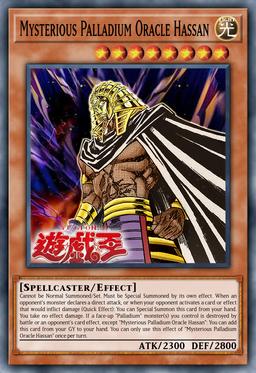 Mysterious Palladium Oracle Hassan
LIGHT
光
遊戯王
[Spellcaster/Effect]
Cannot be Normal Summoned/Set. Must be Special Summoned by its own effect. When an
opponent's monster declares a direct attack, or when your opponent activates a card or effect
that would inflict damage (Quick Effect): You can Special Summon this card from your hand.
You take no effect damage. If a face-up "Palladium" monster(s) you control is destroyed by
battle or an opponent's card effect, except "Mysterious Palladium Oracle Hassan": You can add
this card from your GY to your hand. You can only use this effect of "Mysterious Palladium
Oracle Hassan" once per turn.
ATK/2300 DEF/2800